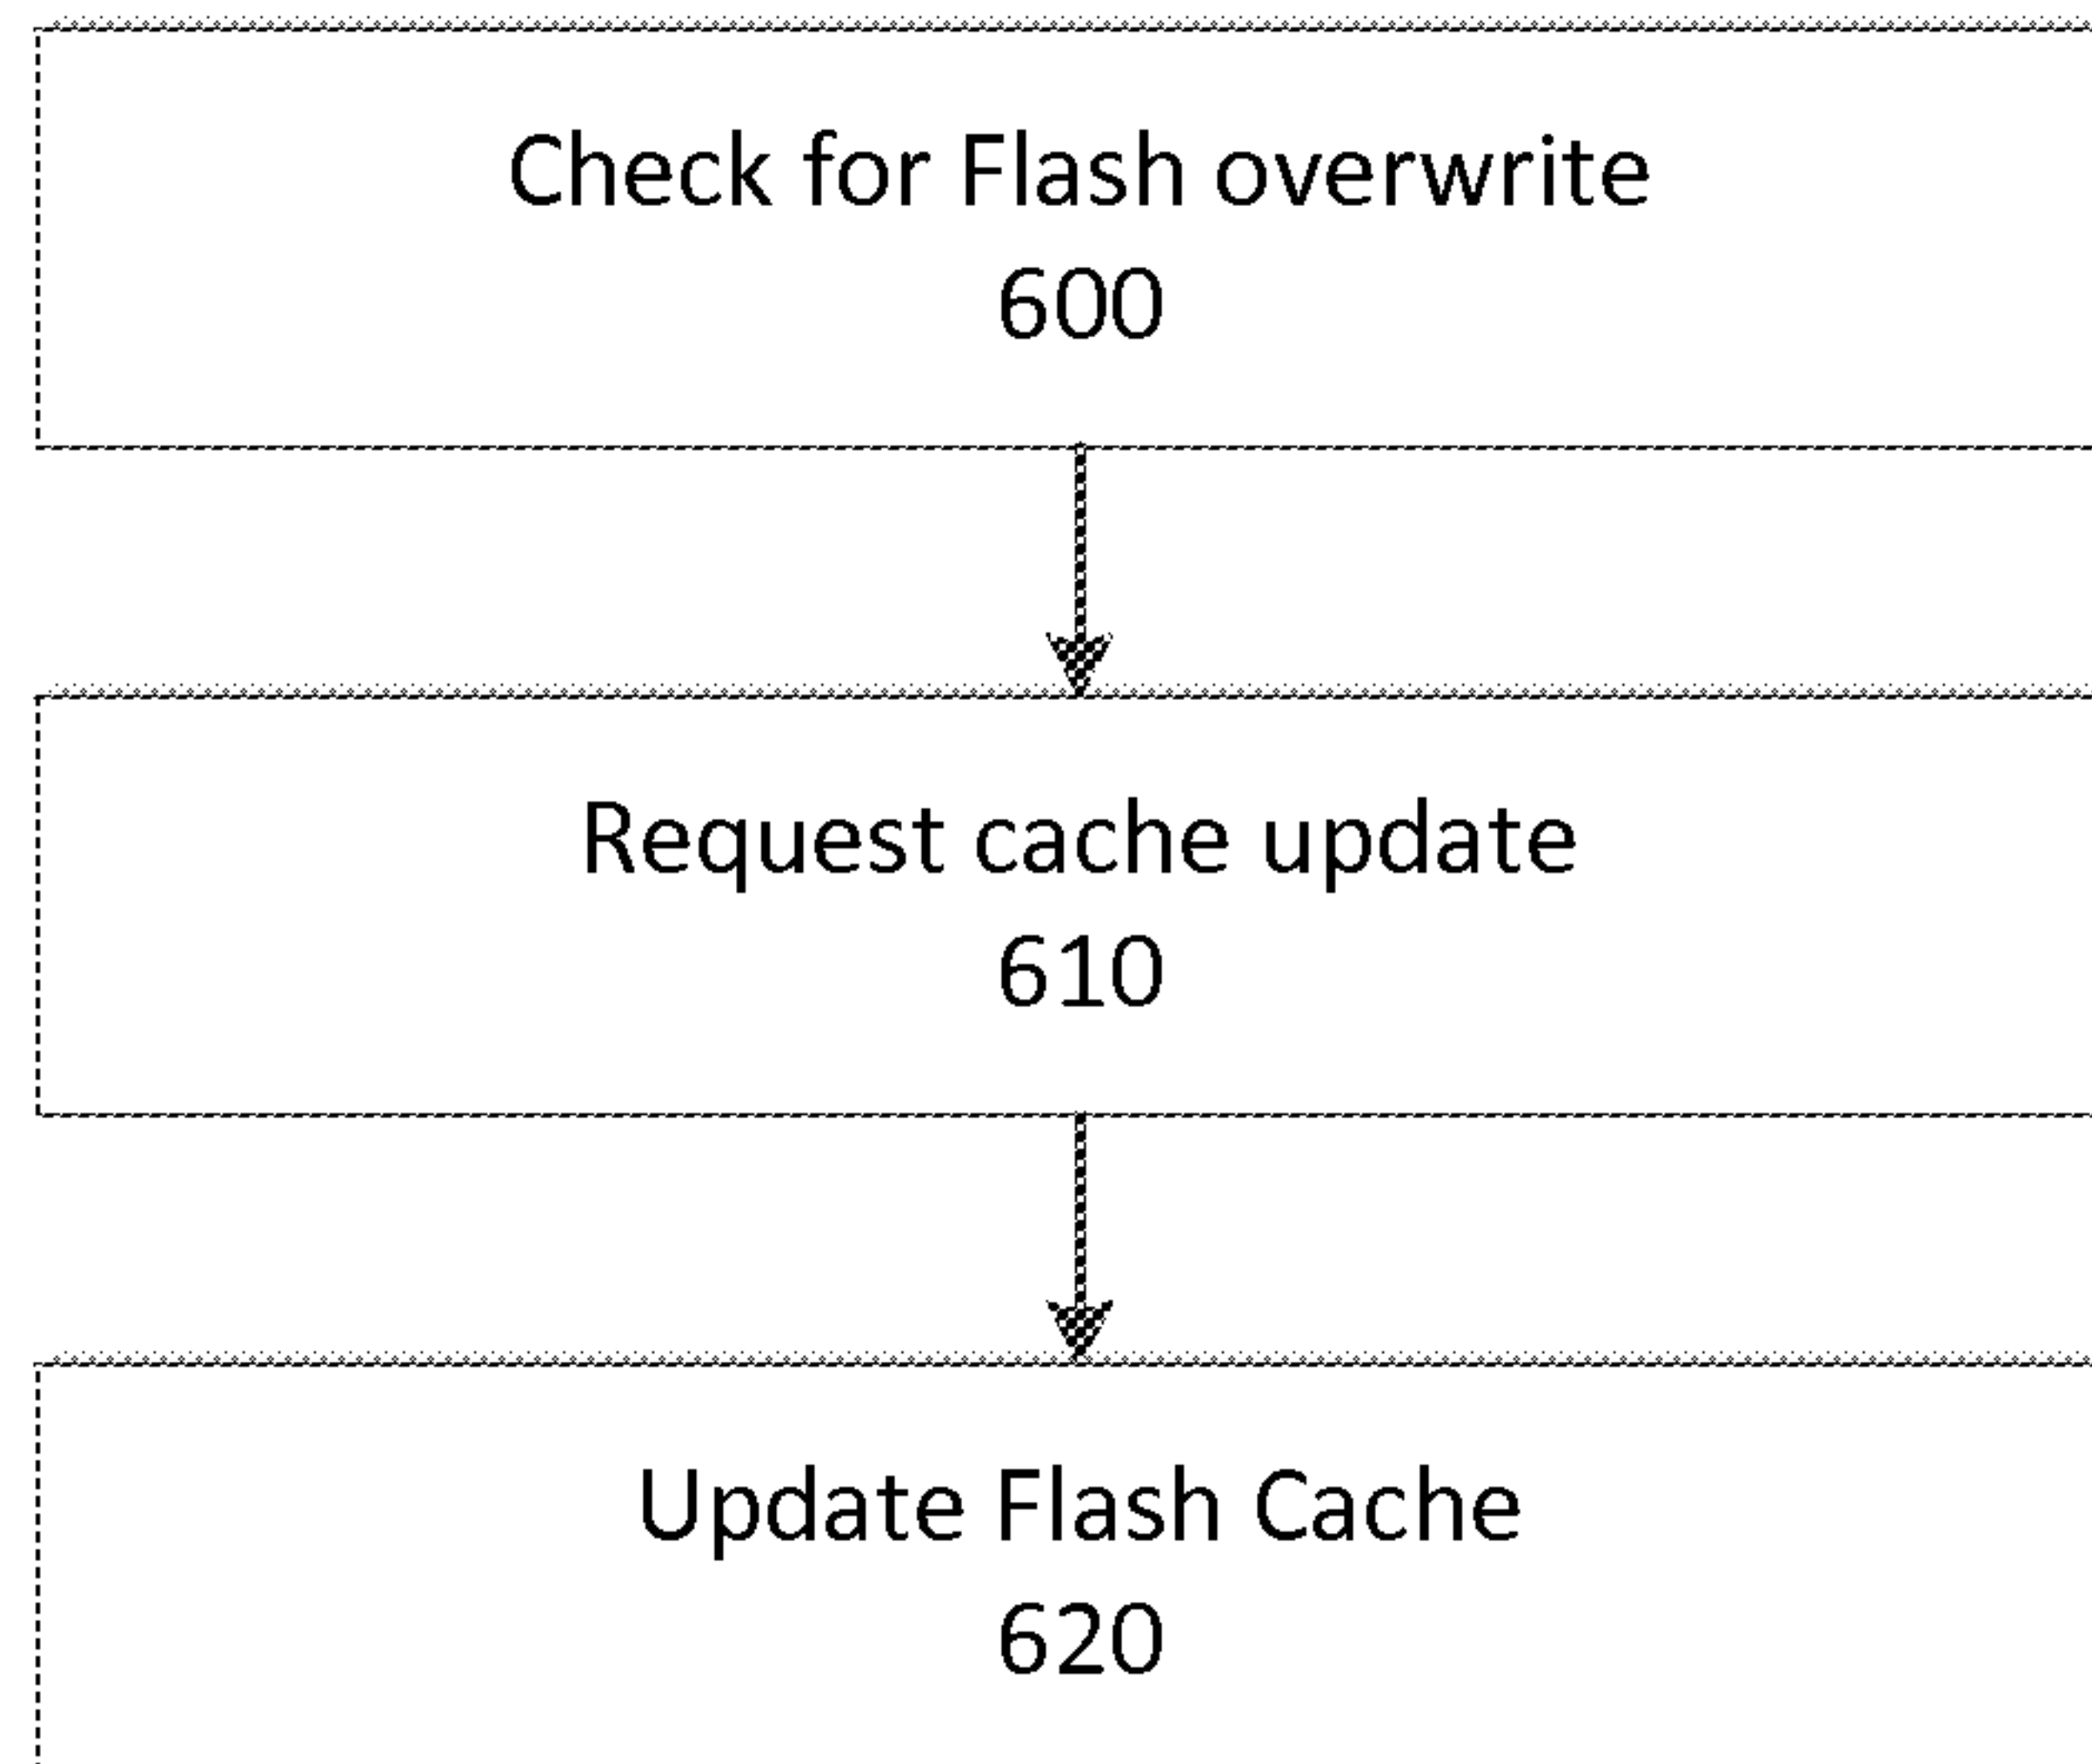 Check for Flash overwrite
600
Request cache update
610
Update Flash Cache
620